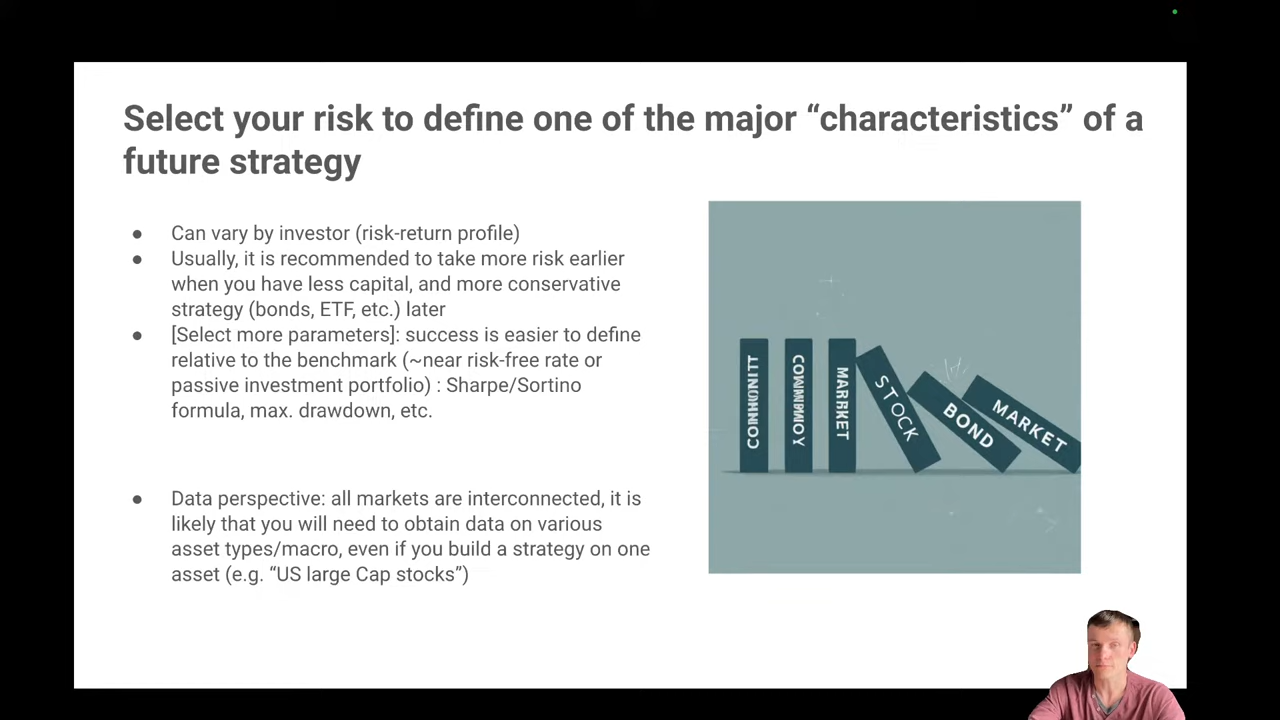 Select your risk to define one of the major “characteristics” of a
future strategy
● Can vary by investor (risk-return profile)
● Usually, it is recommended to take more risk earlier
when you have less capital, and more conservative
strategy (bonds, ETF, etc.) later
● [Select more parameters]: success is easier to define
relative to the benchmark (~near risk-free rate or
passive investment portfolio) : Sharpe/Sortino
formula, max. drawdown, etc.
● Data perspective: all markets are interconnected, it is
likely that you will need to obtain data on various
asset types/macro, even if you build a strategy on one
asset (e.g. “US large Cap stocks”)
STOCK
BOND
MARKET